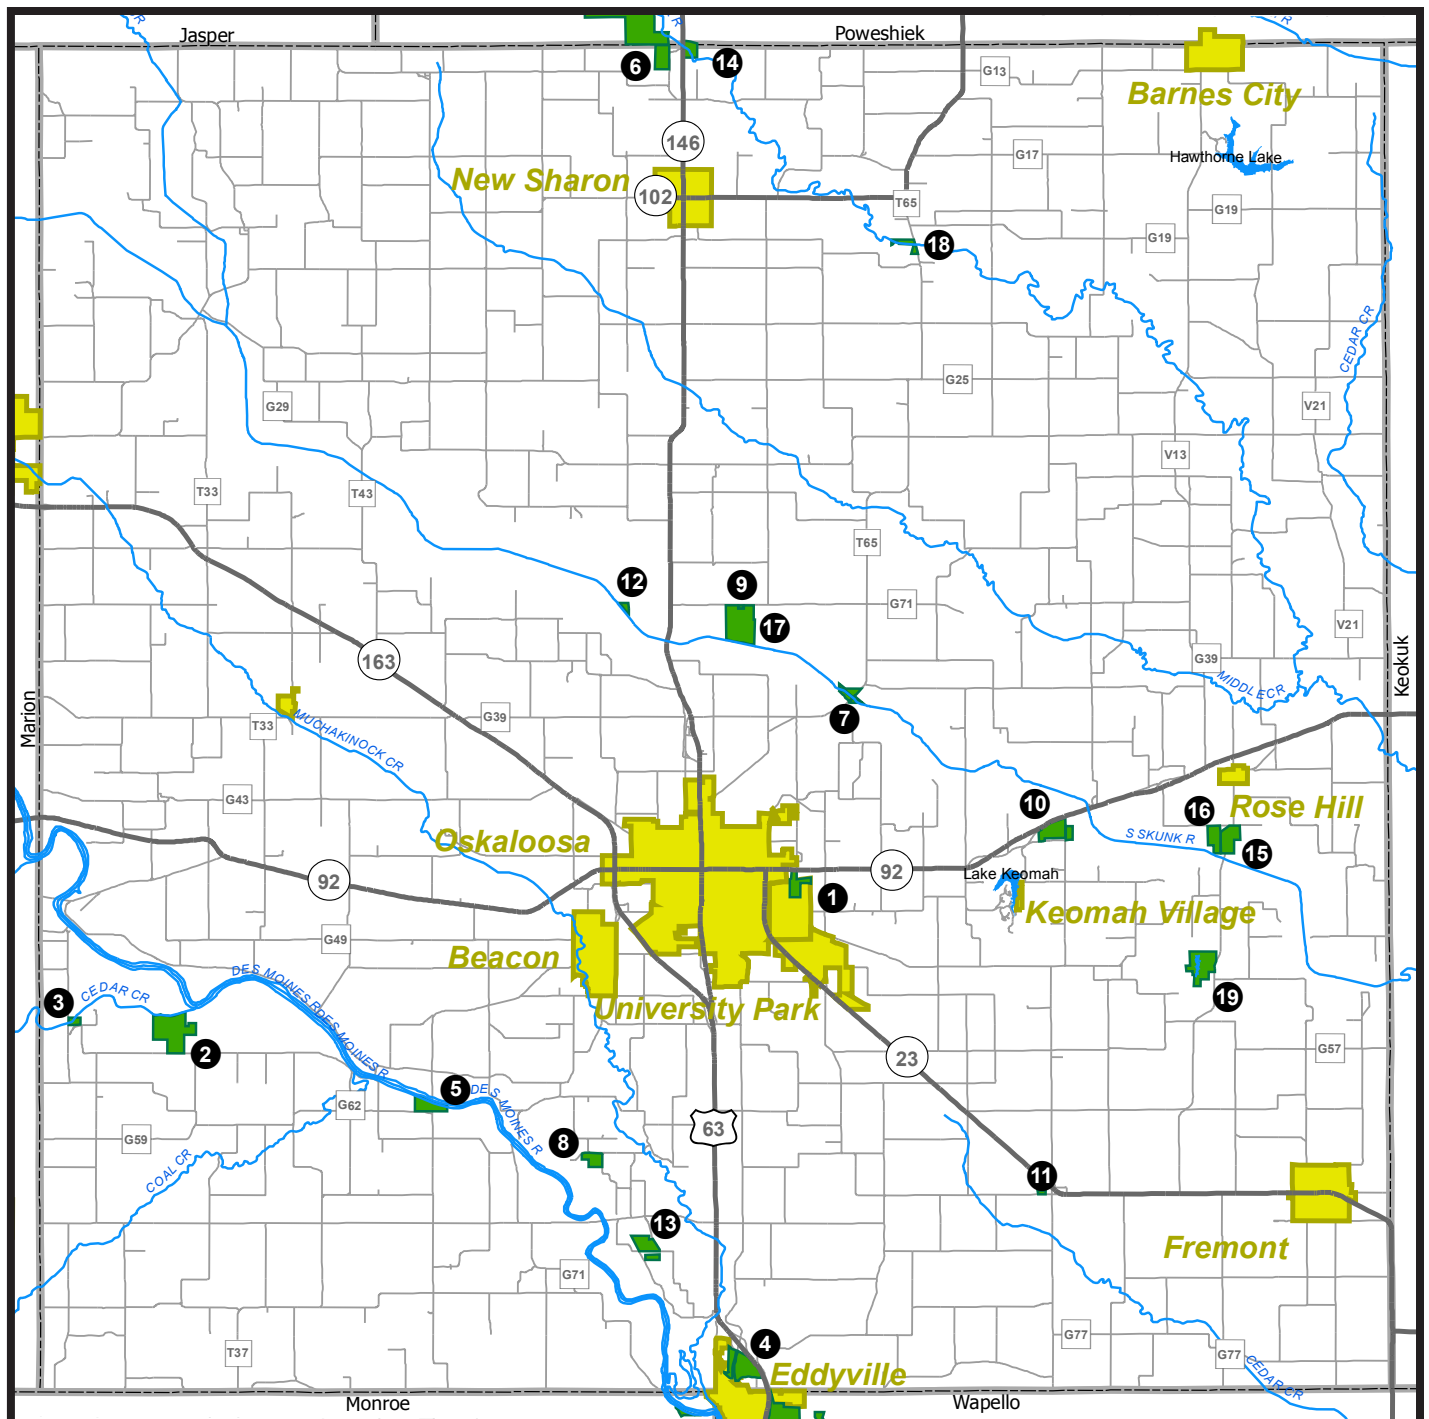 R
R
R
Jasper
Poweshiek
6
14
G13
Barnes City
146
G17
Hawthorne Lake
New Sharon
102
T65
G19
G19
18
CEDAR CR
G25
G29
V21
V13
T33
T43
T65
12
9
G71
17
V21
163
G39
Keokuk
MIDDLECR
Marion
G39
7
T33
MUCHAKINOCK CR
G43
10
16
Rose Hill
Oskaloosa
S SKUNK R
15
92
92
Lake Keomah
1
Keomah Village
G49
Beacon
DES MOINES R
CEDAR CR
3
19
University Park
DES MOINES R
2
23
G57
5
DES MOINES R
G62
63
G59
8
COAL CR
11
13
Fremont
G71
G77
4
G77
T37
Eddyville
CEDAR CR
Monroe
Wapello